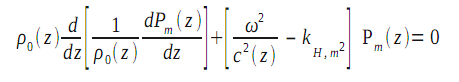 ρ₀(z) d/dz [ 1/ρ₀(z) dPₘ(z)/dz ] + [ ω²/c²(z) − k_{H,m²} ] Pₘ(z) = 0